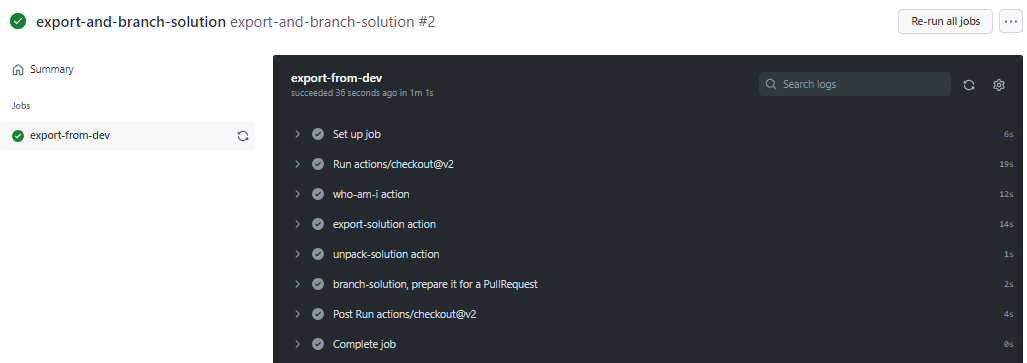 export-and-branch-solution export-and-branch-solution #2
Re-run all jobs
...
Summary
Jobs
export-from-dev
export-from-dev
succeeded 36 seconds ago in 1m 1s
Search logs
Set up job 6s
Run actions/checkout@v2 19s
who-am-i action 12s
export-solution action 14s
unpack-solution action 1s
branch-solution, prepare it for a PullRequest 2s
Post Run actions/checkout@v2 4s
Complete job 0s